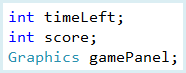 int timeLeft;
int score;
Graphics gamePanel;